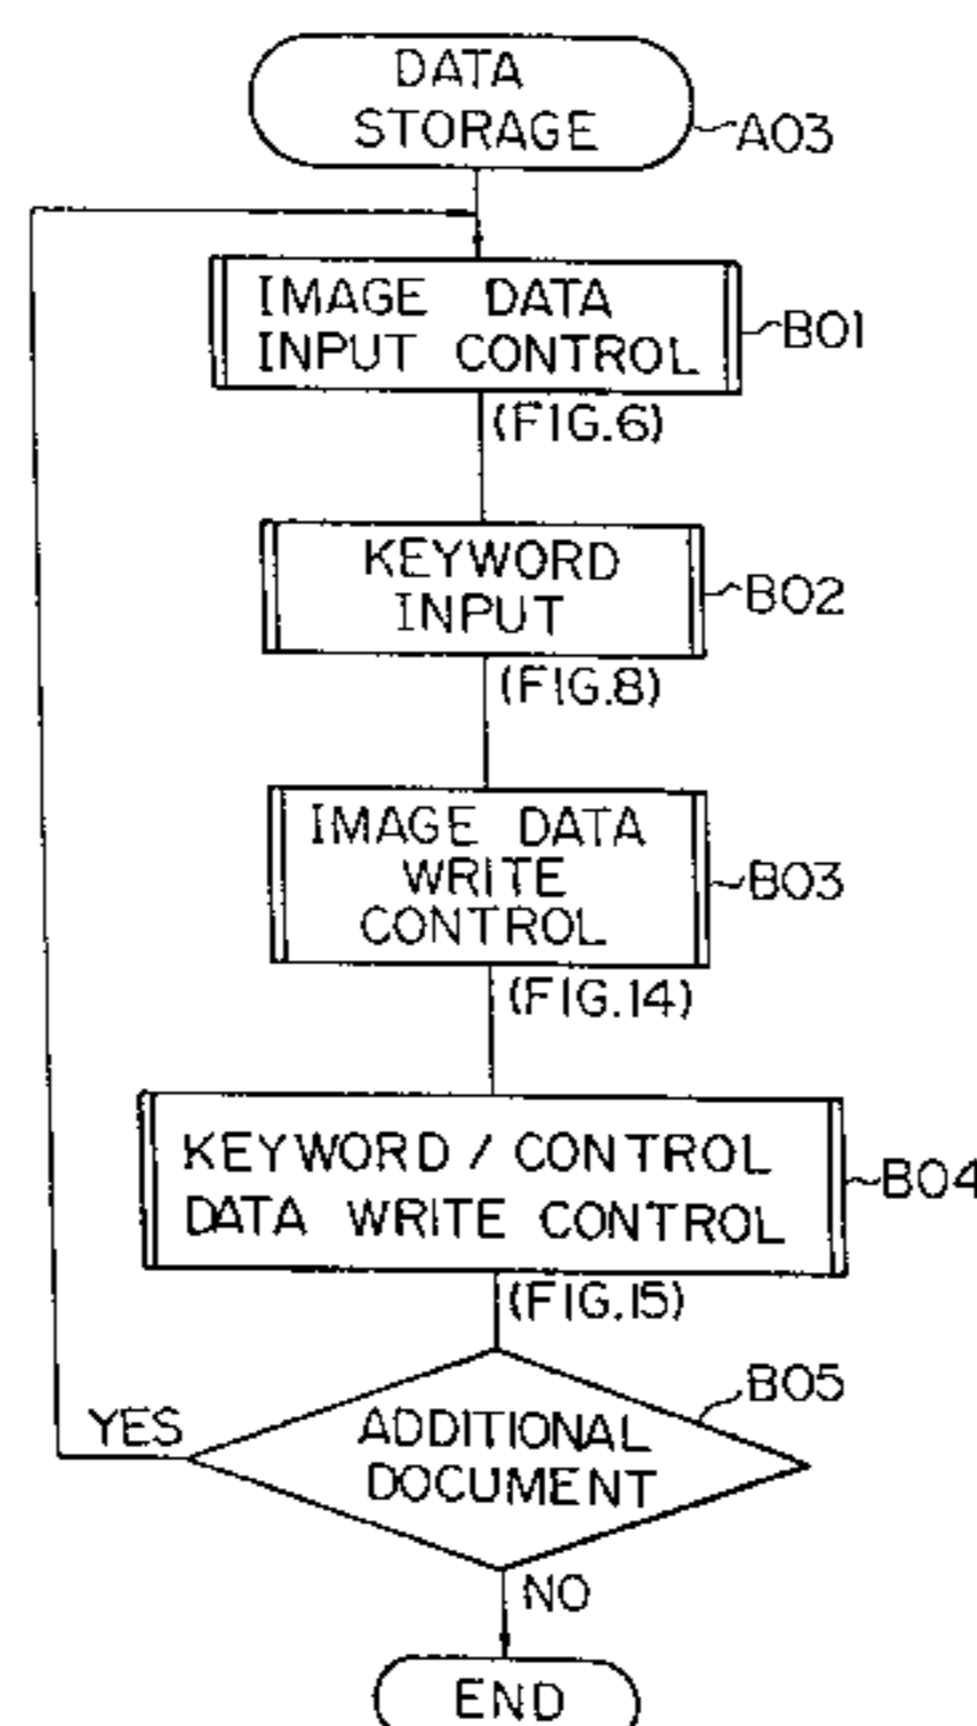 DATA
STORAGE
A03
IMAGE DATA
INPUT CONTROL
B01
(FIG.6)
KEYWORD
INPUT
B02
(FIG.8)
IMAGE DATA
WRITE
CONTROL
B03
(FIG.14)
KEYWORD / CONTROL
DATA WRITE CONTROL
B04
(FIG.15)
B05
YES
ADDITIONAL
DOCUMENT
NO
END